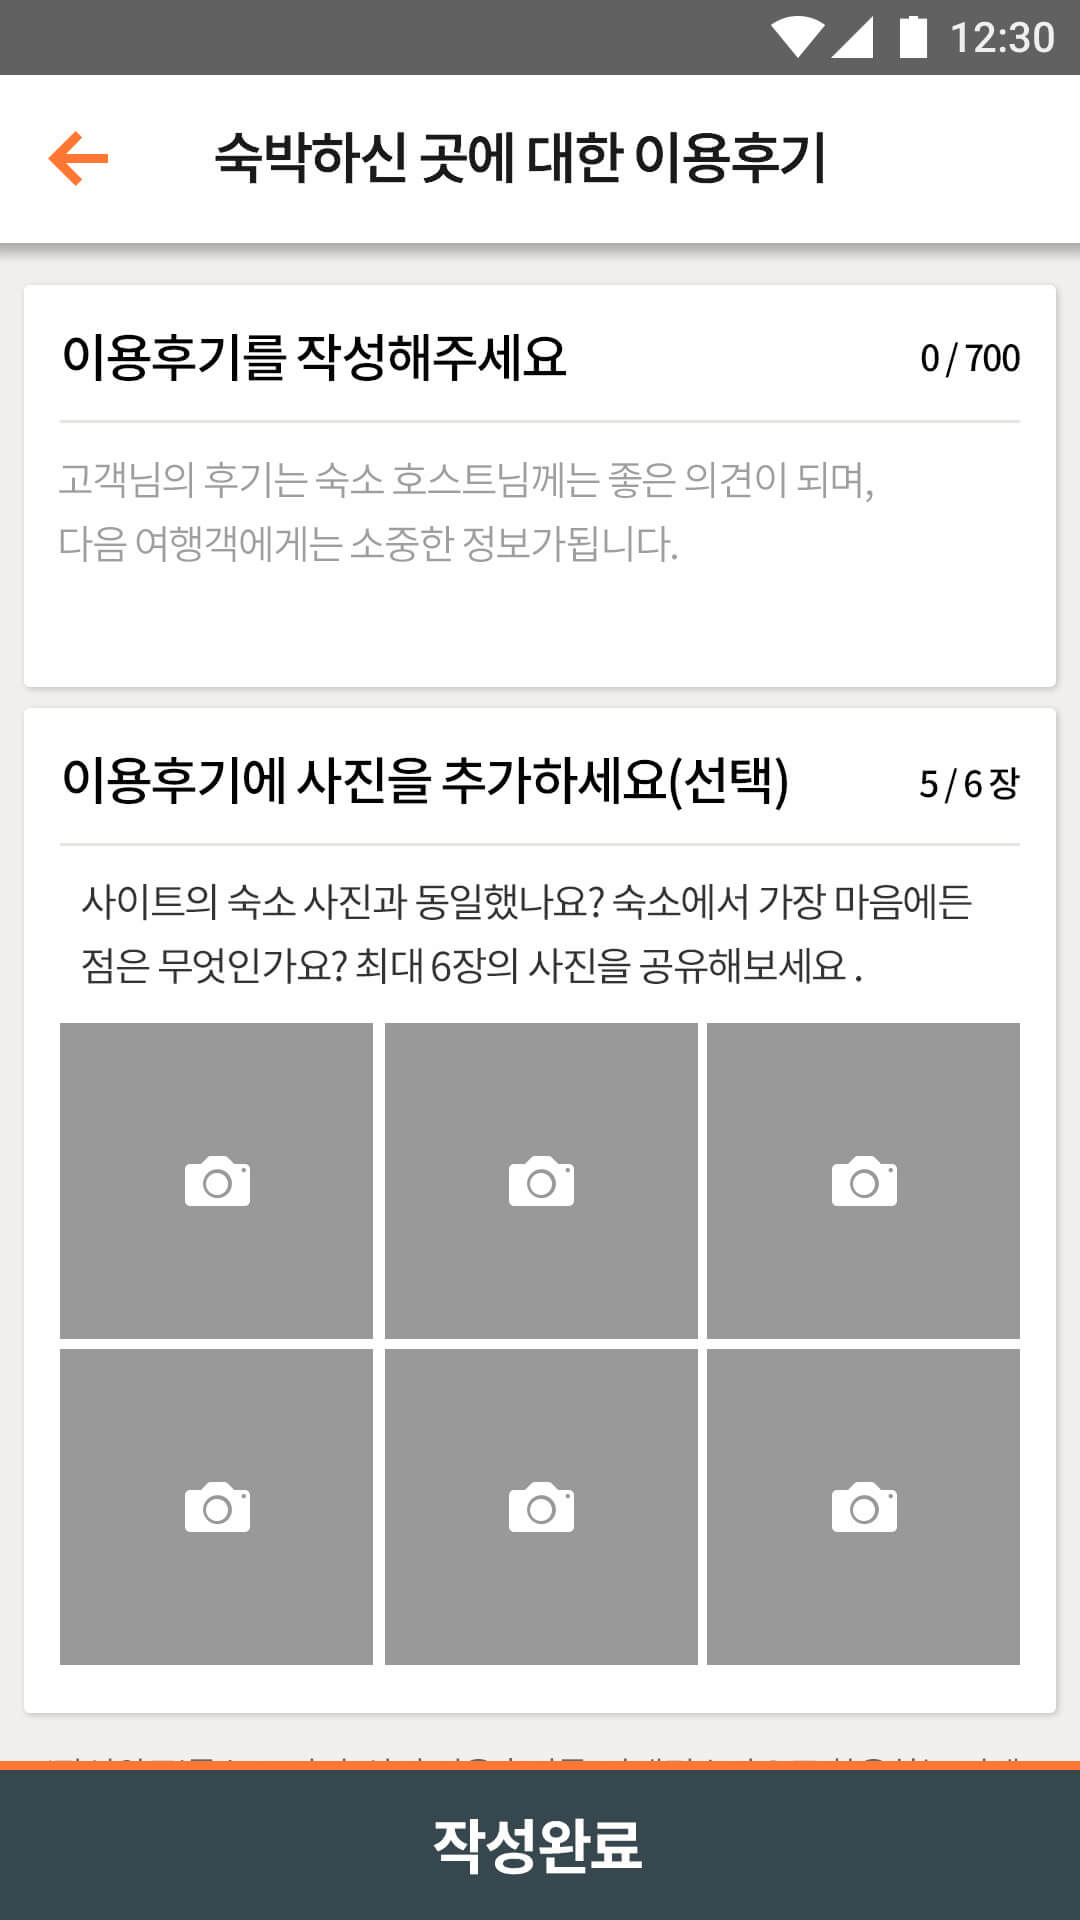 12:30
숙박하신 곳에 대한 이용후기
이용후기를 작성해주세요 0 / 700
고객님의 후기는 숙소 호스트님께는 좋은 의견이 되며,
다음 여행객에게는 소중한 정보가됩니다.
이용후기에 사진을 추가하세요(선택) 5 / 6 장
사이트의 숙소 사진과 동일했나요? 숙소에서 가장 마음에든
점은 무엇인가요? 최대 6장의 사진을 공유해보세요 .
작성완료